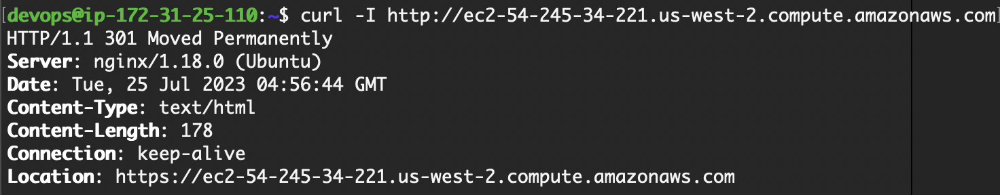 [devops@ip-172-31-25-110:~$ curl -I http://ec2-54-245-34-221.us-west-2.compute.amazonaws.com]
HTTP/1.1 301 Moved Permanently
Server: nginx/1.18.0 (Ubuntu)
Date: Tue, 25 Jul 2023 04:56:44 GMT
Content-Type: text/html
Content-Length: 178
Connection: keep-alive
Location: https://ec2-54-245-34-221.us-west-2.compute.amazonaws.com